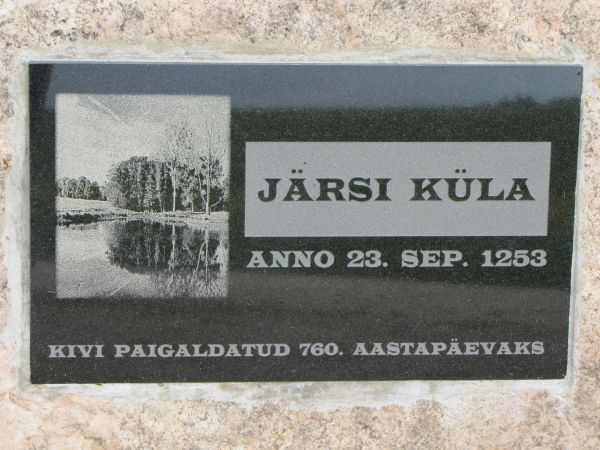 JÄRSI KÜLA
ANNO 23. SEP. 1253
KIVI PAIGALDATUD 760. AASTAPÄEVAKS